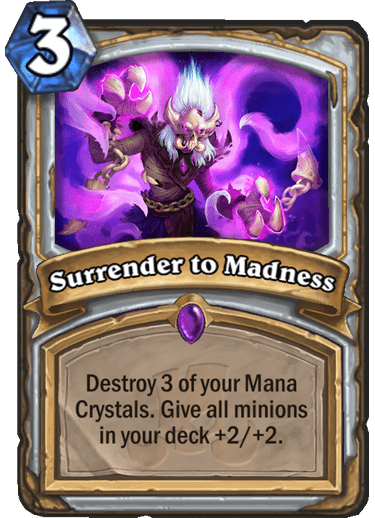 3
Surrender to Madness
Destroy 3 of your Mana
Crystals. Give all minions
in your deck +2/+2.